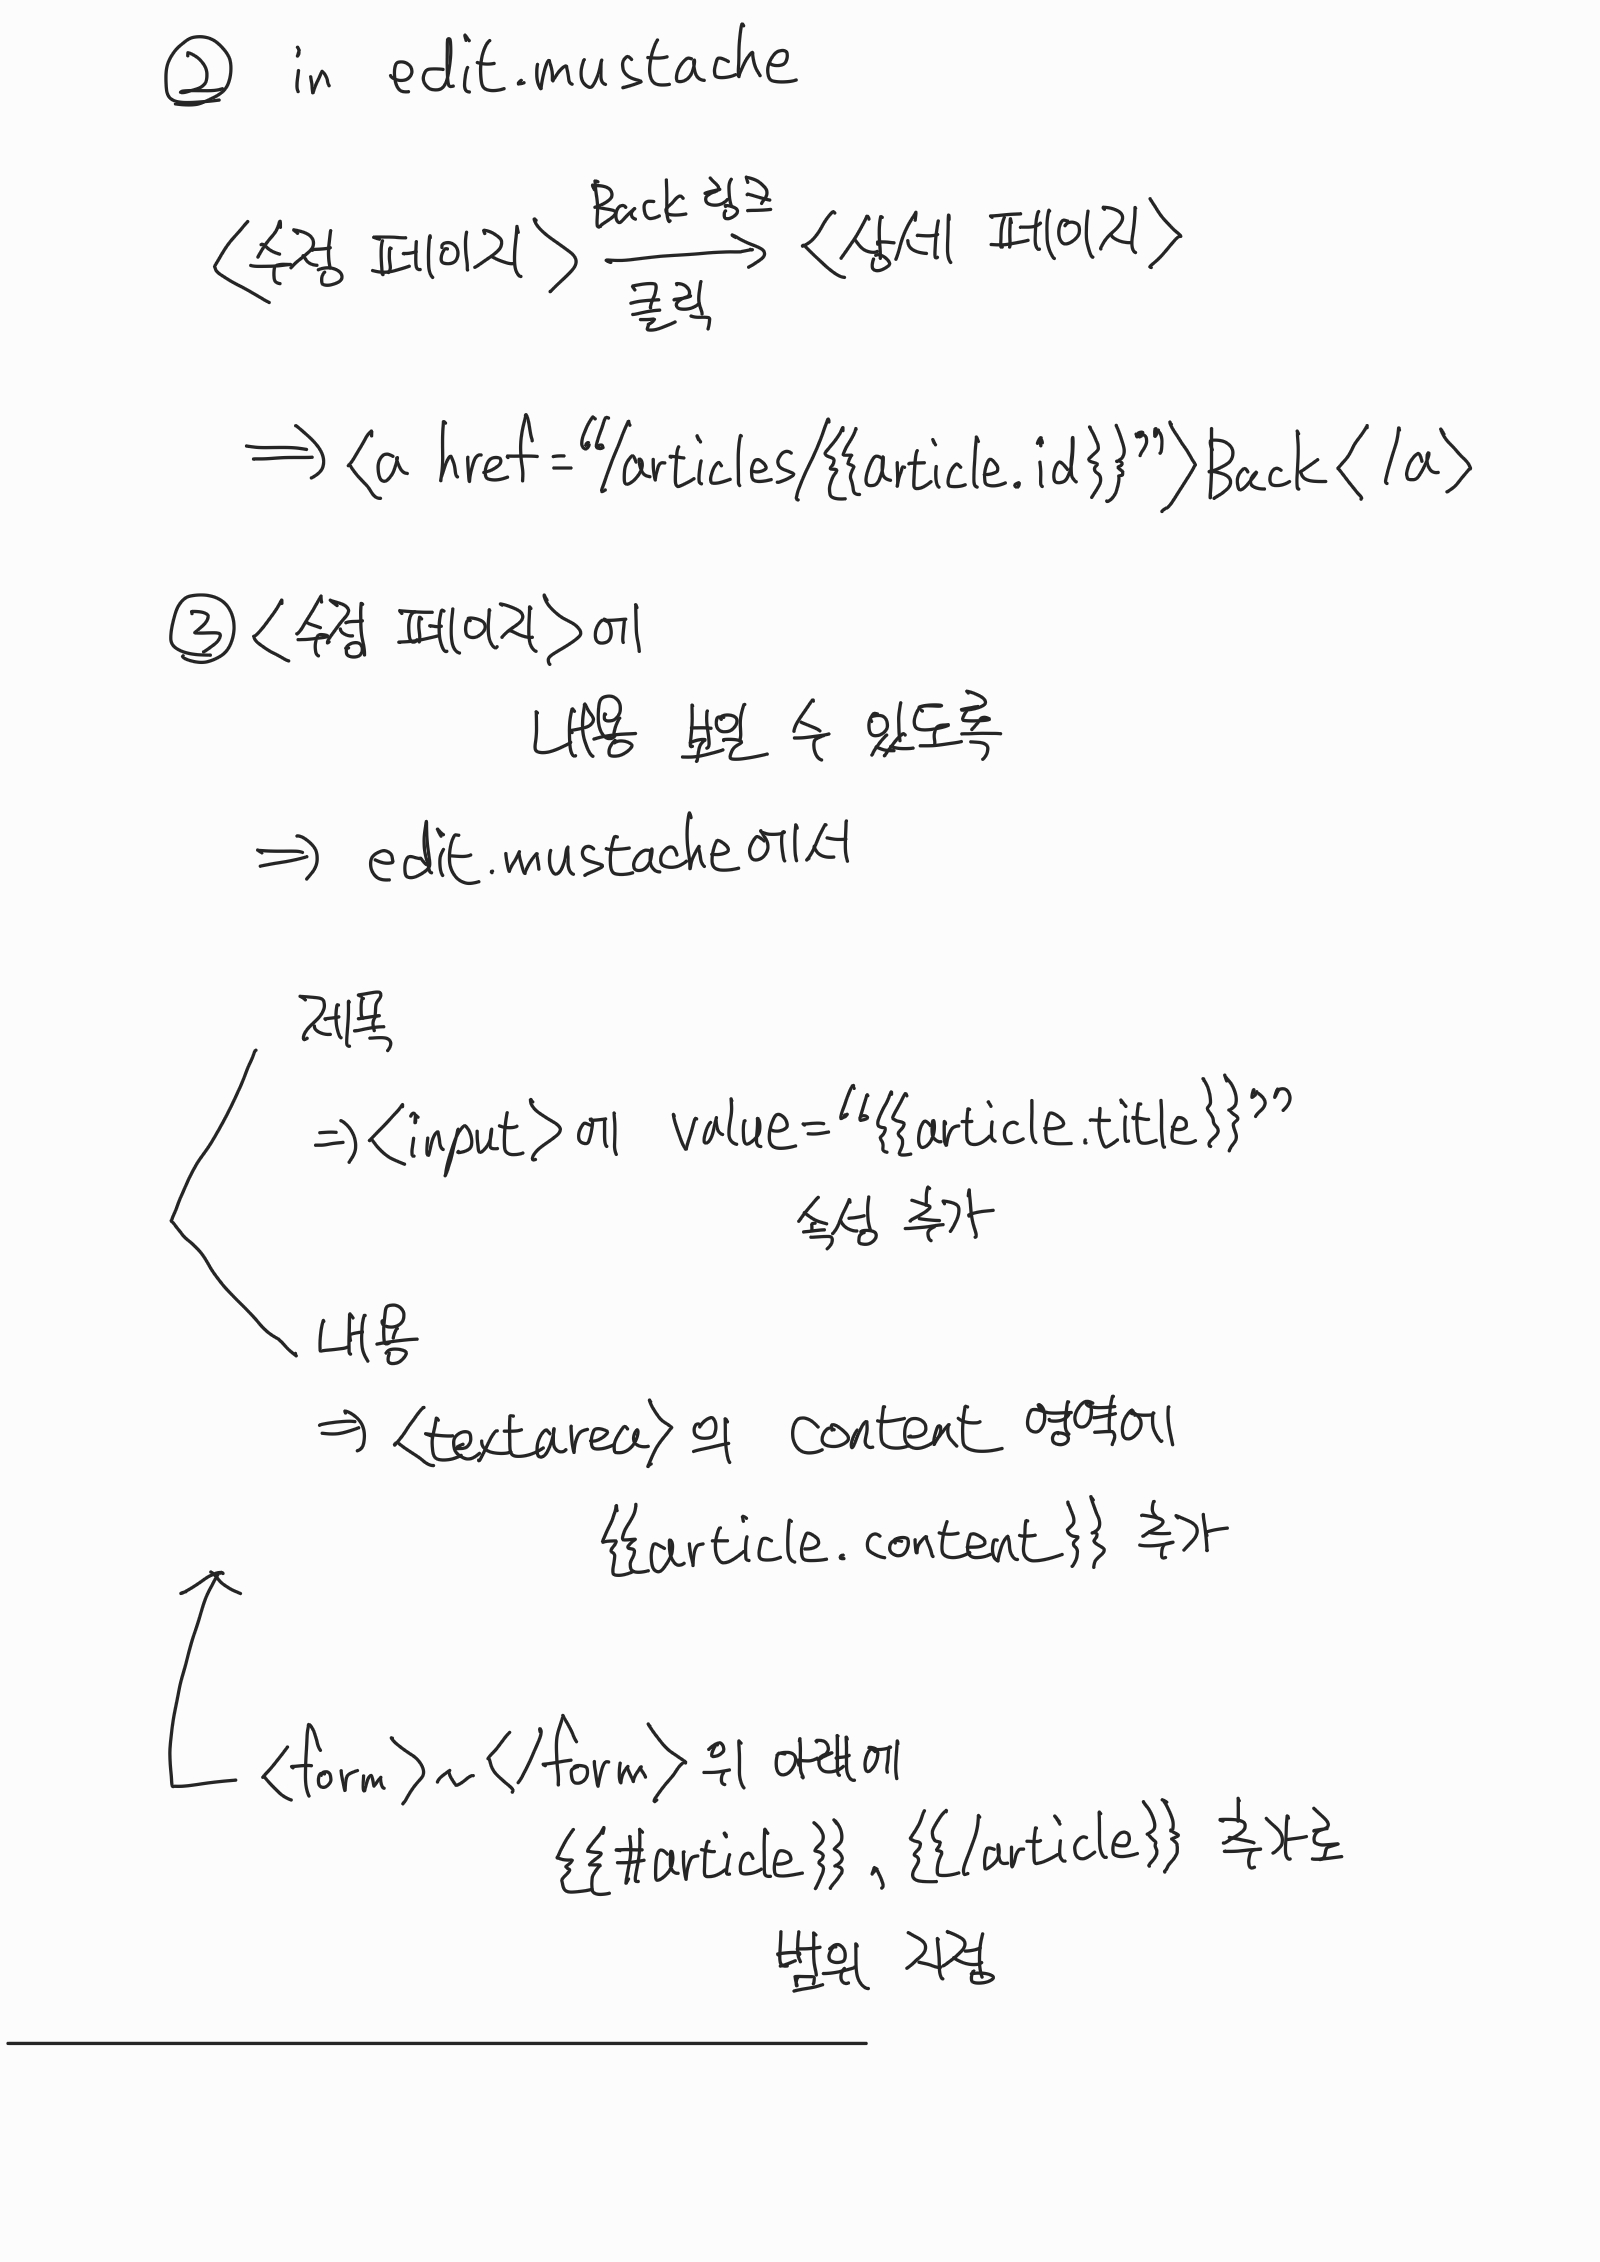 ② in edit.mustache
<수정 페이지> Back 링크 → 클릭 <상세 페이지>
⇒ <a href="/articles/{{article.id}}">Back</a>
③ <수정 페이지>에
내용 보일 수 있도록
⇒ edit.mustache에서
제목
⇒ <input>에 value="{{article.title}}"
속성 추가
내용
⇒ <textarea>의 content 영역에
{{article.content}} 추가
<form>~</form> 위 아래에
{{#article}}, {{/article}} 추가로
범위 지정